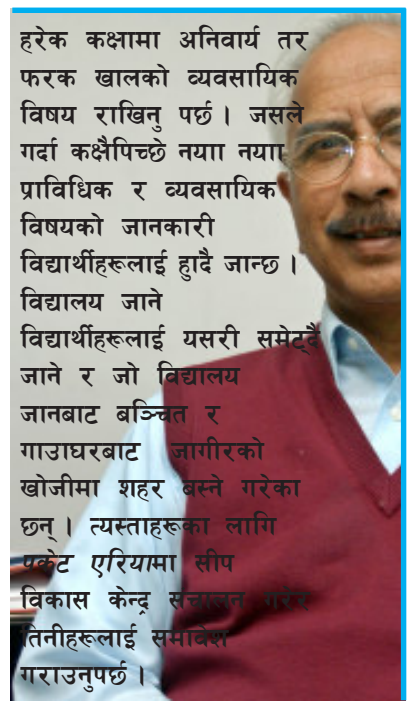 हरेक कक्षामा अनिवार्य तर
फरक खालको व्यवसायिक
विषय राखिनु पर्छ । जसले
गर्दा कक्षैपिच्छे नयाा नयाा
प्राविधिक र व्यवसायिक
विषयको जानकारी
विद्यार्थीहरूलाई हुादै जान्छ ।
विद्यालय जाने
विद्यार्थीहरूलाई यसरी समेट्दै
जाने र जो विद्यालय
जानबाट बञ्चित र
गाउाघरबाट जागीरको
खोजीमा शहर बस्ने गरेका
छन् । त्यस्ताहरूका लागि
पकेट एरियामा सीप
विकास केन्द्र संचालन गरेर
तिनीहरूलाई समावेश
गराउनुपर्छ ।